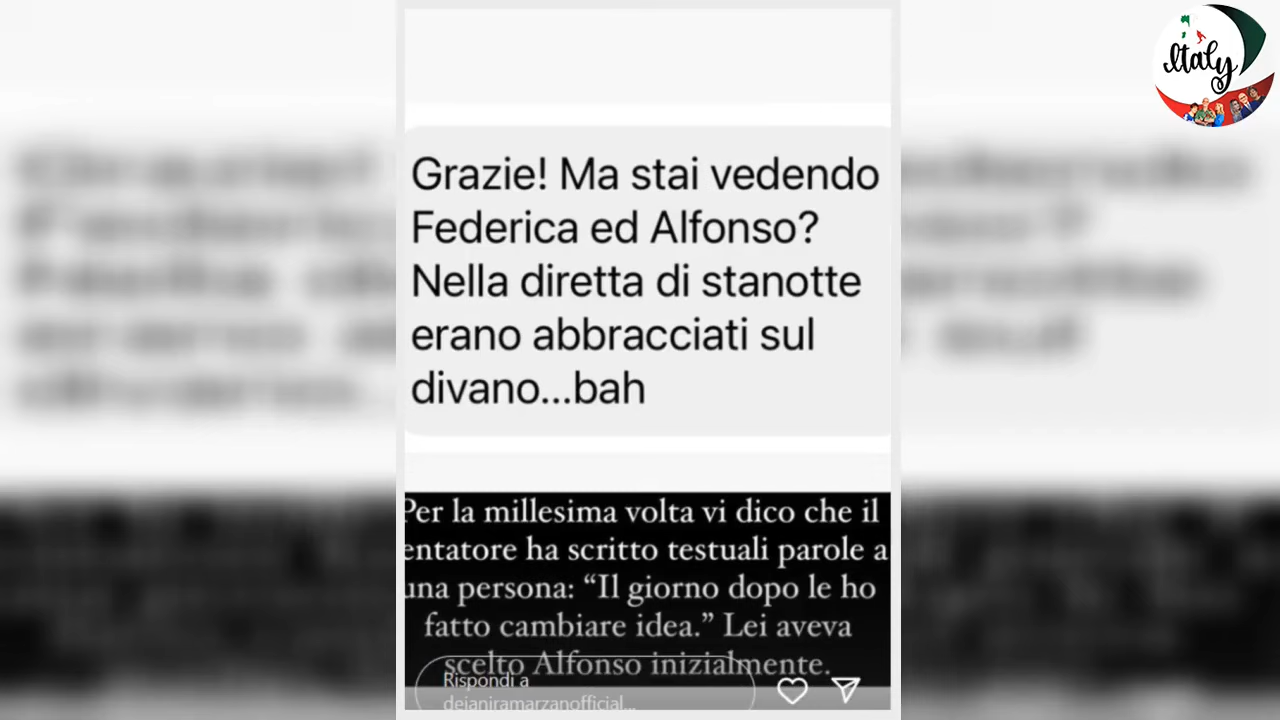 Italy
Grazie! Ma stai vedendo
Federica ed Alfonso?
Nella diretta di stanotte
erano abbracciati sul
divano...bah
Per la millesima volta vi dico che il
entatore ha scritto testuali parole a
una persona: “Il giorno dopo le ho
fatto cambiare idea.” Lei aveva
scelto Alfonso inizialmente.
Rispondi a
deianiramarzanofficial...